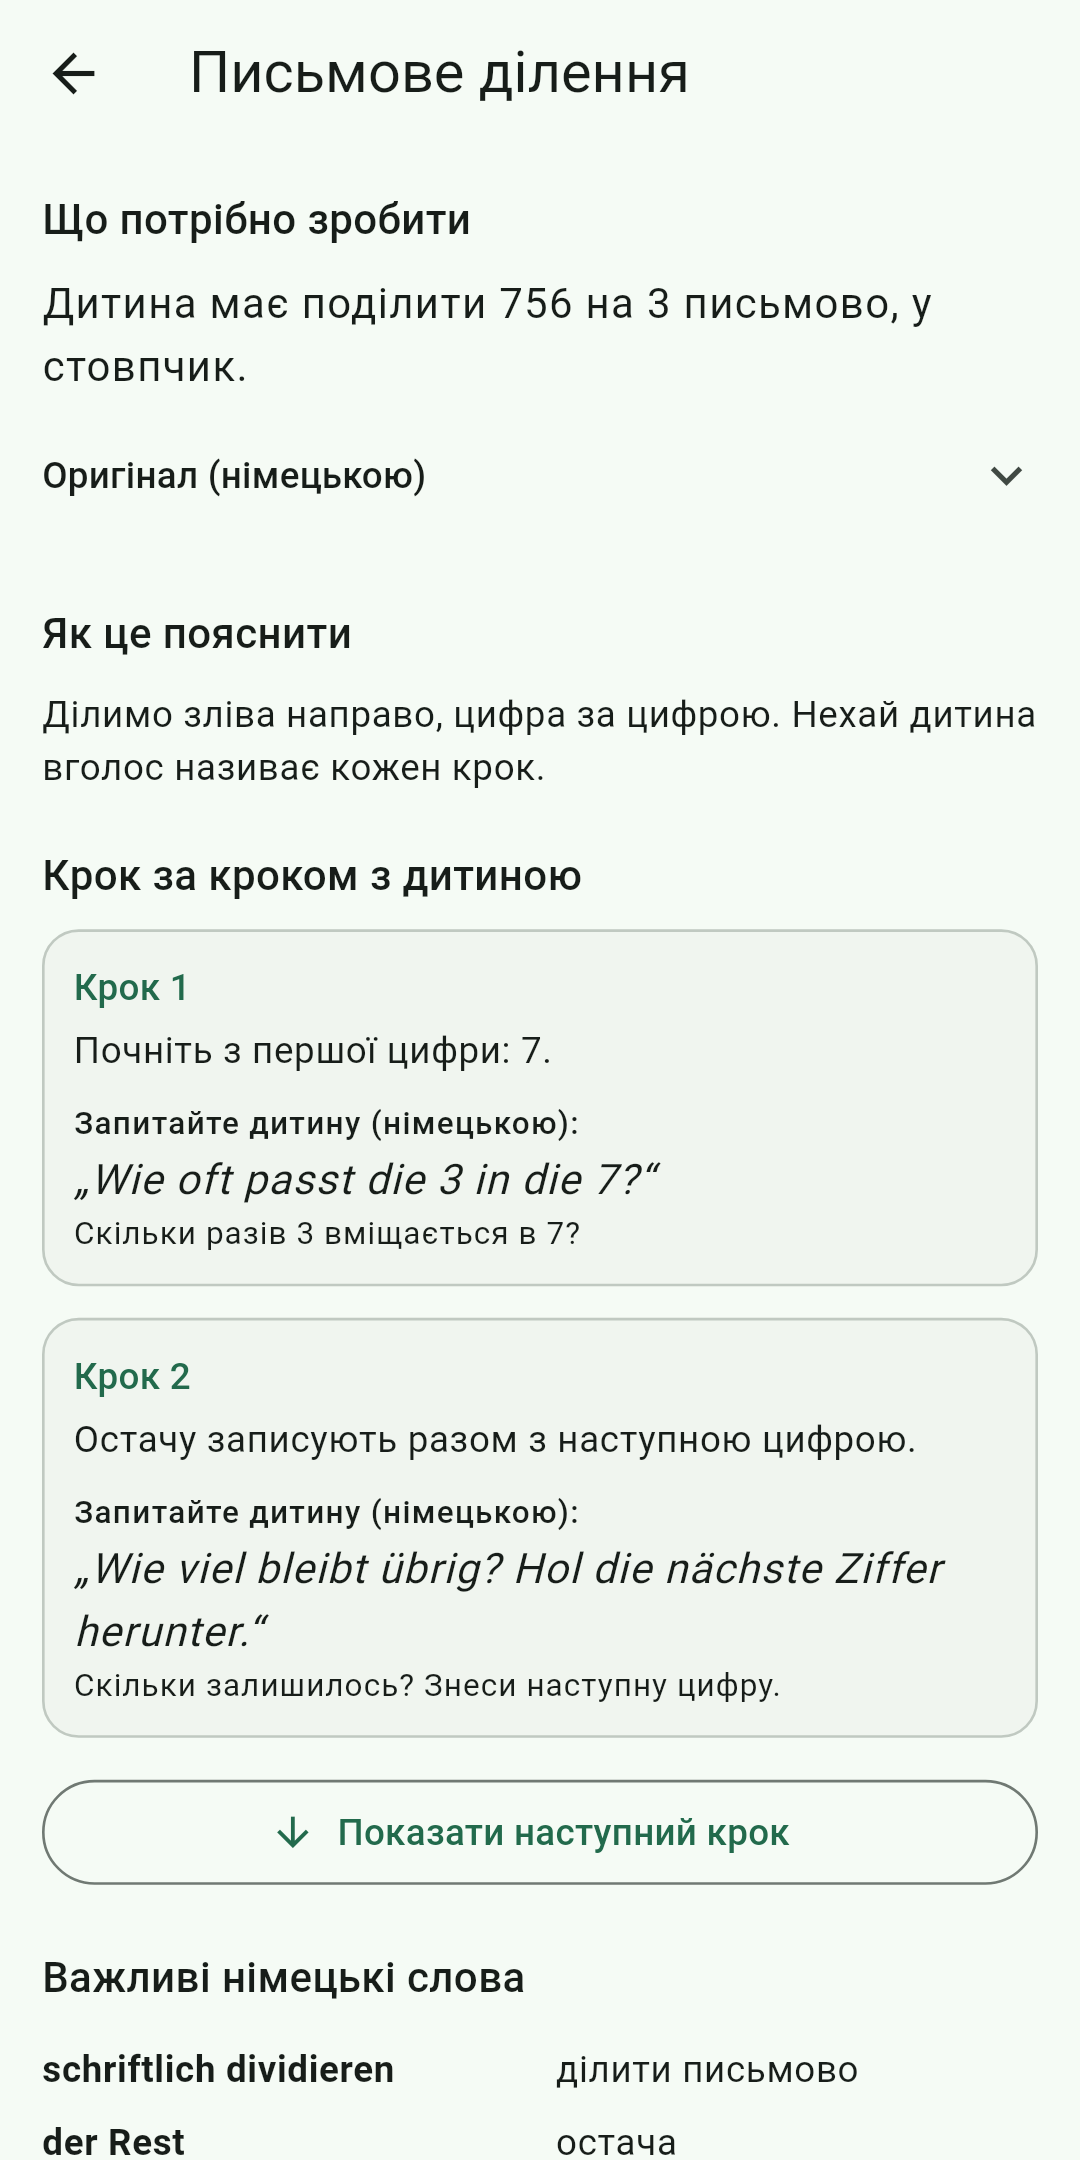 Письмове ділення
Що потрібно зробити
Дитина має поділити 756 на 3 письмово, у
стовпчик.
Оригінал (німецькою)
Як це пояснити
Ділимо зліва направо, цифра за цифрою. Нехай дитина
вголос називає кожен крок.
Крок за кроком з дитиною
Крок 1
Почніть з першої цифри: 7.
Запитайте дитину (німецькою):
„Wie oft passt die 3 in die 7?“
Скільки разів 3 вміщається в 7?
Крок 2
Остачу записують разом з наступною цифрою.
Запитайте дитину (німецькою):
„Wie viel bleibt übrig? Hol die nächste Ziffer
herunter.“
Скільки залишилось? Знеси наступну цифру.
Показати наступний крок
Важливі німецькі слова
schriftlich dividieren ділити письмово
der Rest остача